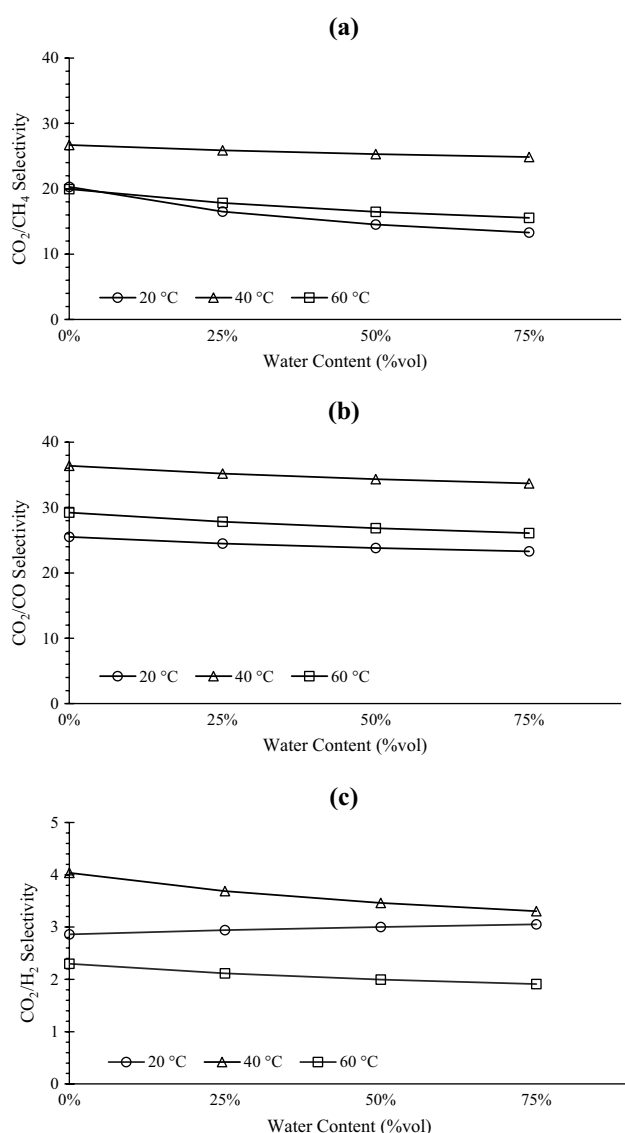 (a)
40
30
20
10
0
CO₂/CH₄ Selectivity
20 °C 40 °C 60 °C
0% 25% 50% 75%
Water Content (%vol)
(b)
40
30
20
10
0
CO₂/CO Selectivity
20 °C 40 °C 60 °C
0% 25% 50% 75%
Water Content (%vol)
(c)
5
4
3
2
1
0
CO₂/H₂ Selectivity
20 °C 40 °C 60 °C
0% 25% 50% 75%
Water Content (%vol)